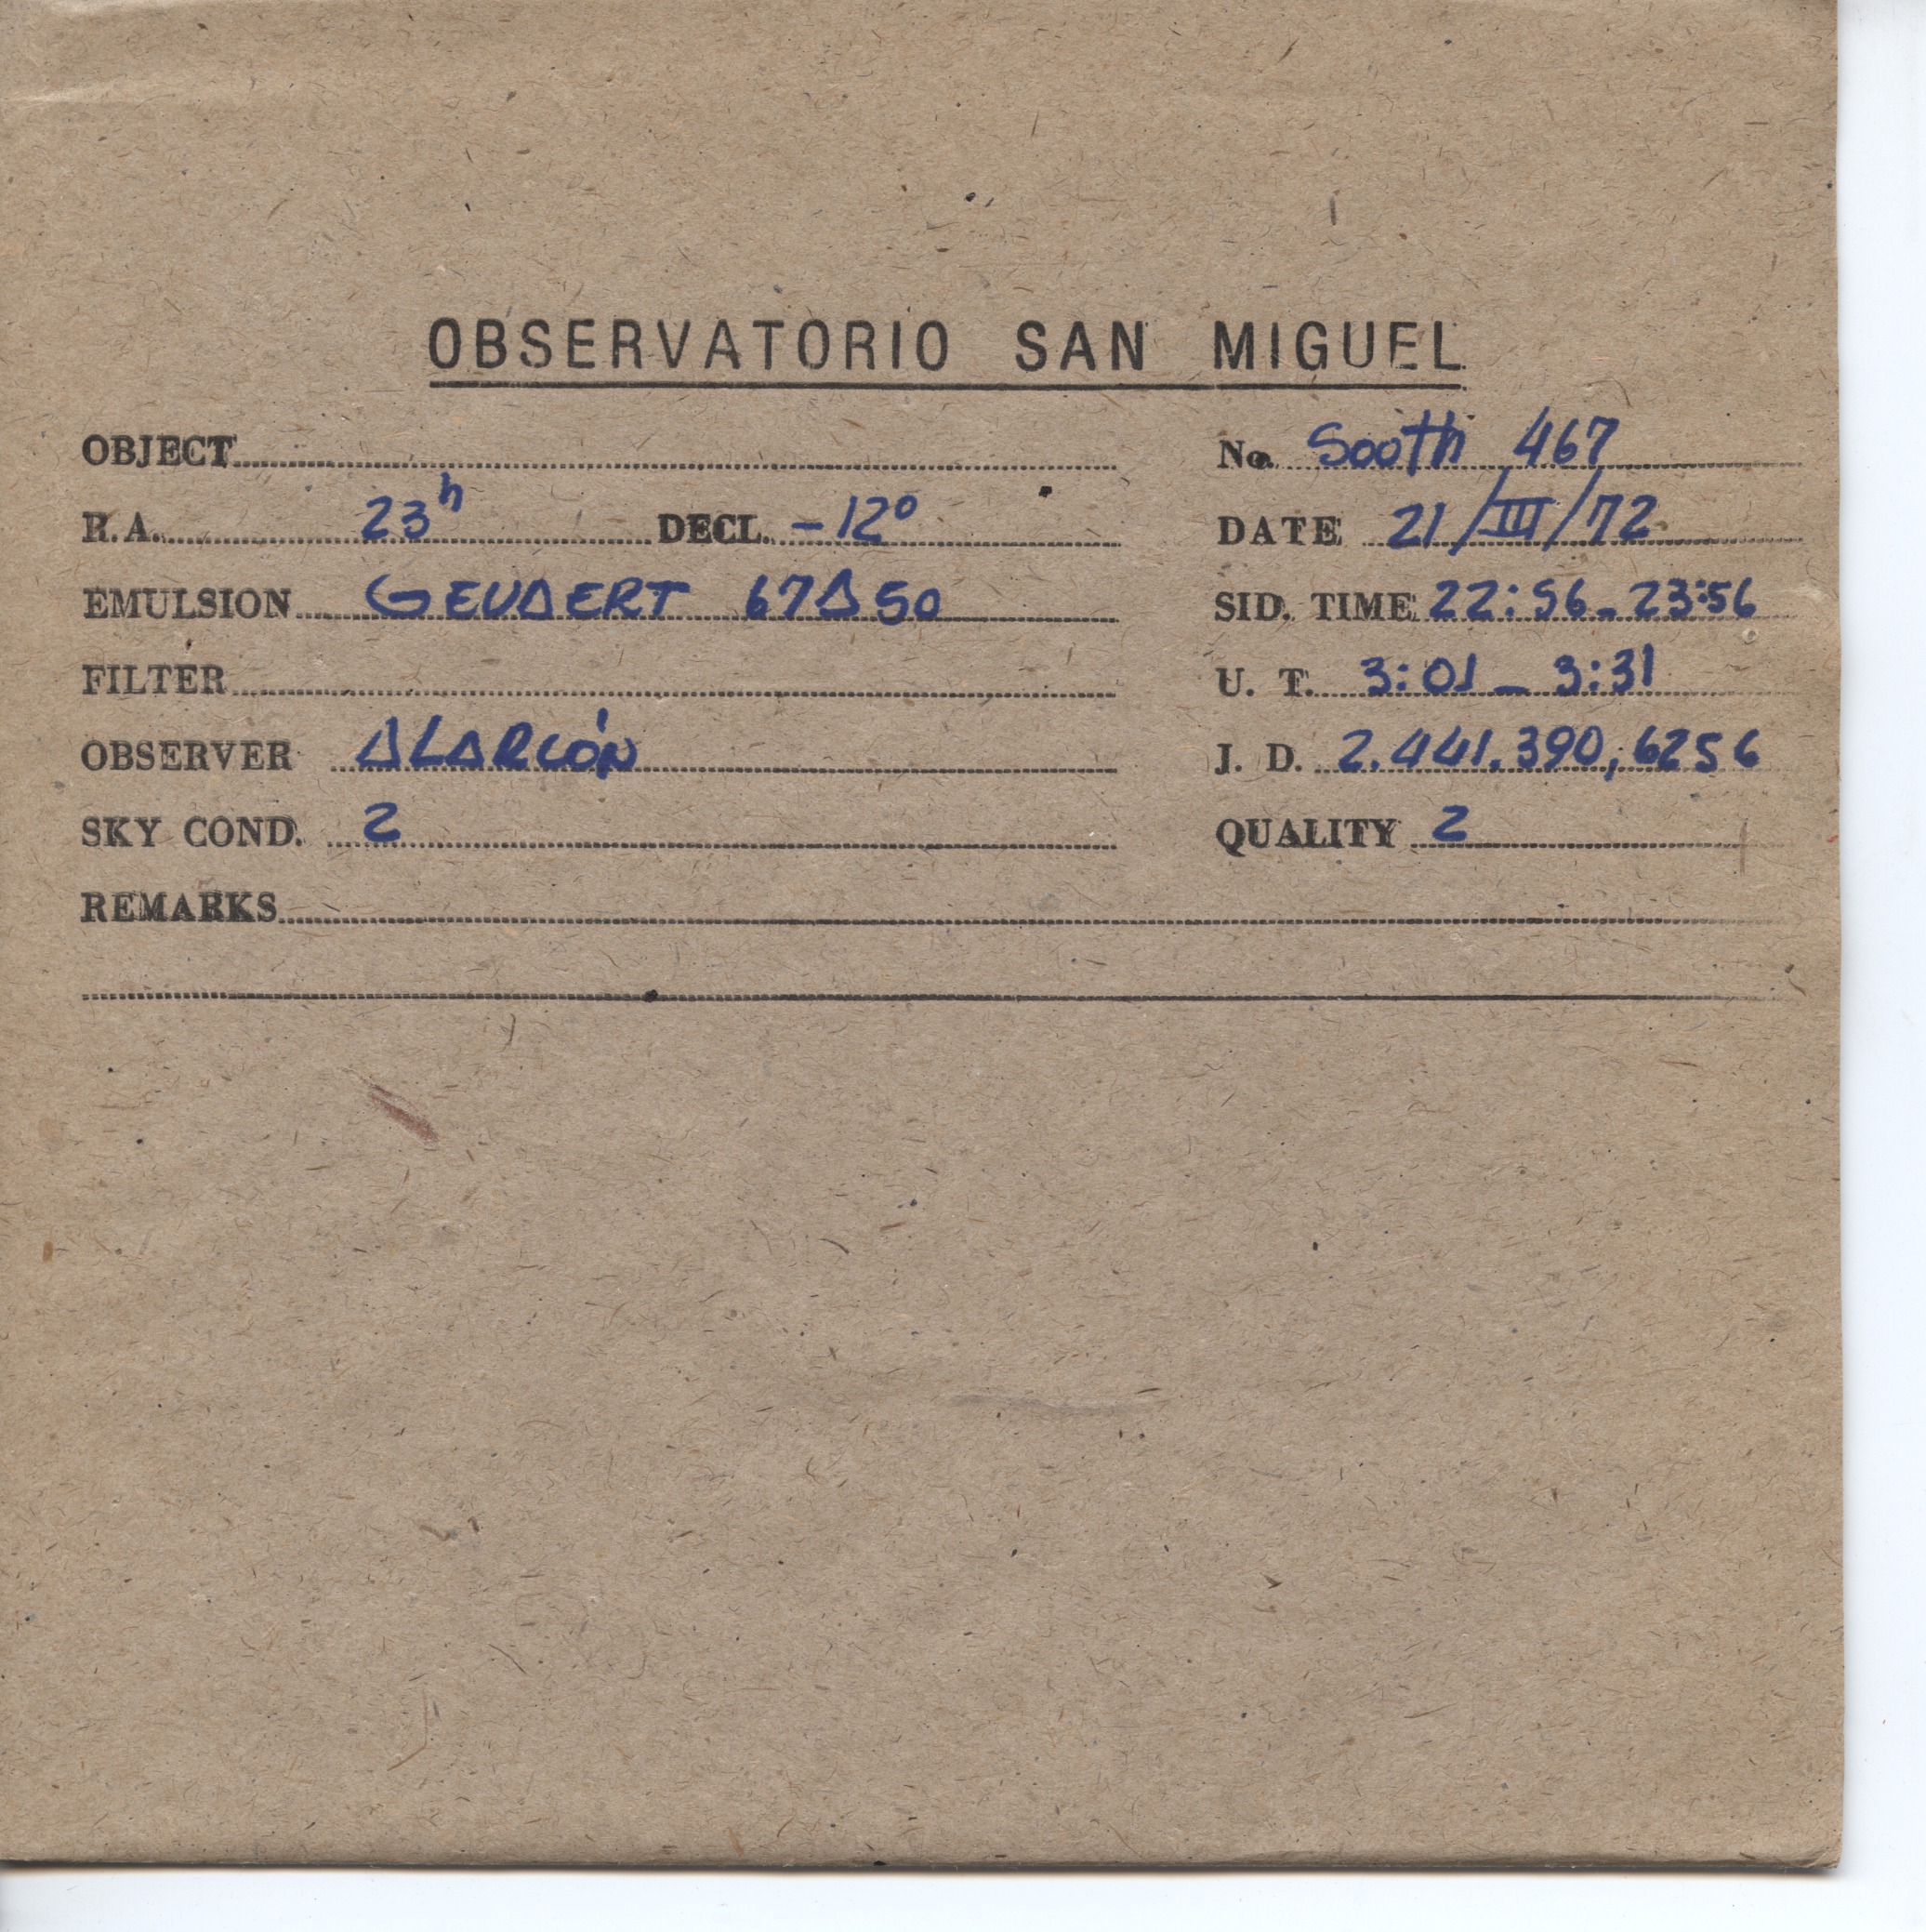 OBSERVATORIO SAN MIGUEL
OBJECT No. Sooth 467
R.A. 23h DECL. -12° DATE 21/III/72
EMULSION GEVAERT 67A50 SID. TIME 22:56-23:56
FILTER U. T. 3:01 - 3:31
OBSERVER ALARCÓN J. D. 2.441.390,6256
SKY COND. 2 QUALITY 2
REMARKS